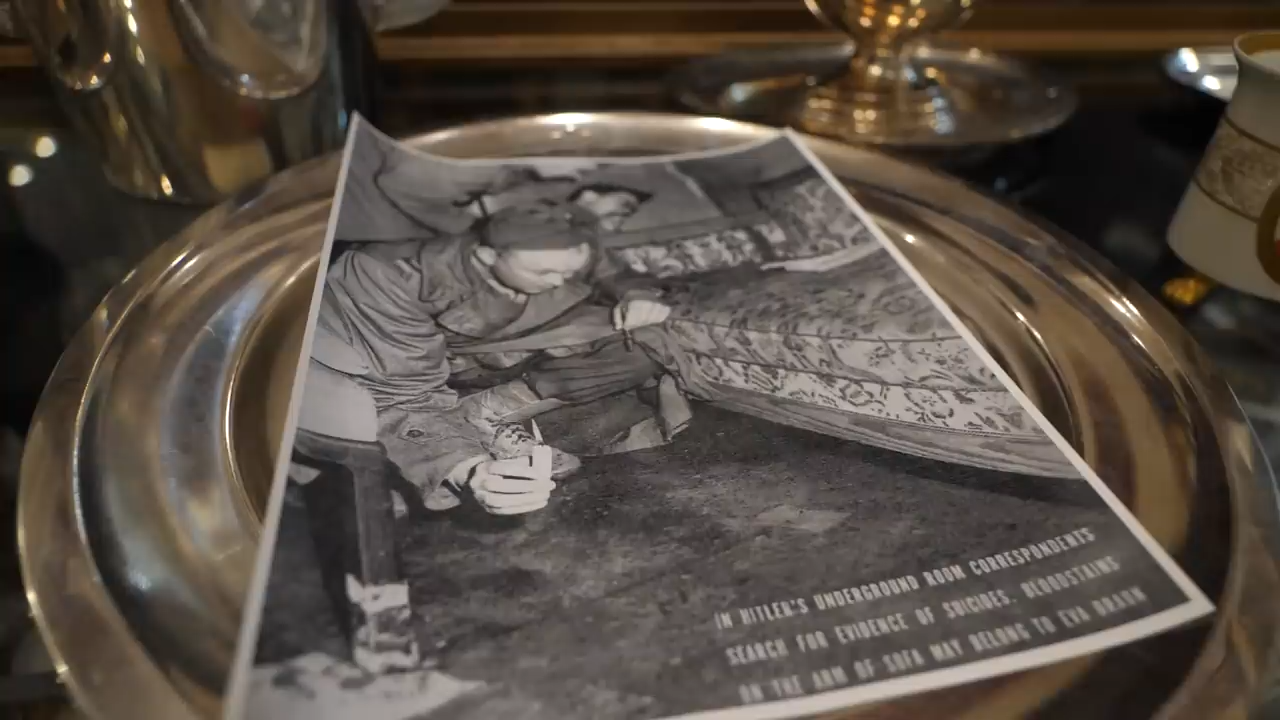 IN HITLER'S UNDERGROUND ROOM CORRESPONDENTS
SEARCH FOR EVIDENCE OF SUICIDES. BLOODSTAINS
ON THE ARM OF SOFA MAY BELONG TO EVA BRAUN